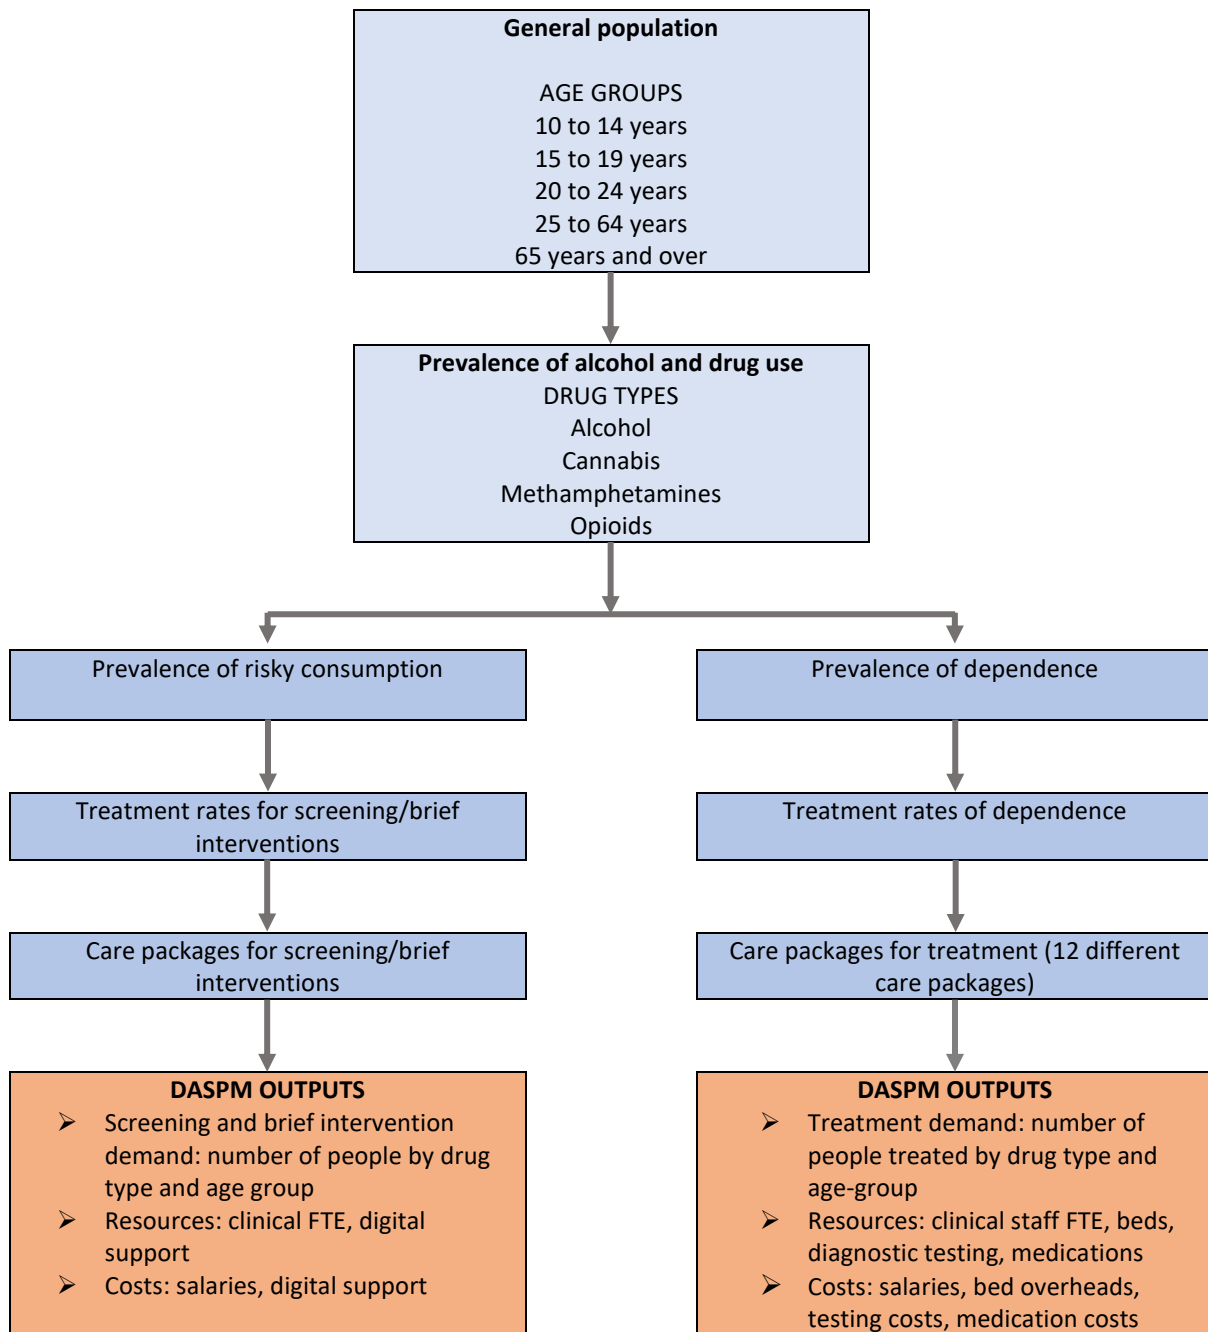 General population
AGE GROUPS
10 to 14 years
15 to 19 years
20 to 24 years
25 to 64 years
65 years and over
Prevalence of alcohol and drug use
DRUG TYPES
Alcohol
Cannabis
Methamphetamines
Opioids
Prevalence of risky consumption
Treatment rates for screening/brief
interventions
Care packages for screening/brief
interventions
DASPM OUTPUTS
➢ Screening and brief intervention
demand: number of people by drug
type and age group
➢ Resources: clinical FTE, digital
support
➢ Costs: salaries, digital support
Prevalence of dependence
Treatment rates of dependence
Care packages for treatment (12 different
care packages)
DASPM OUTPUTS
➢ Treatment demand: number of
people treated by drug type and
age-group
➢ Resources: clinical staff FTE, beds,
diagnostic testing, medications
➢ Costs: salaries, bed overheads,
testing costs, medication costs